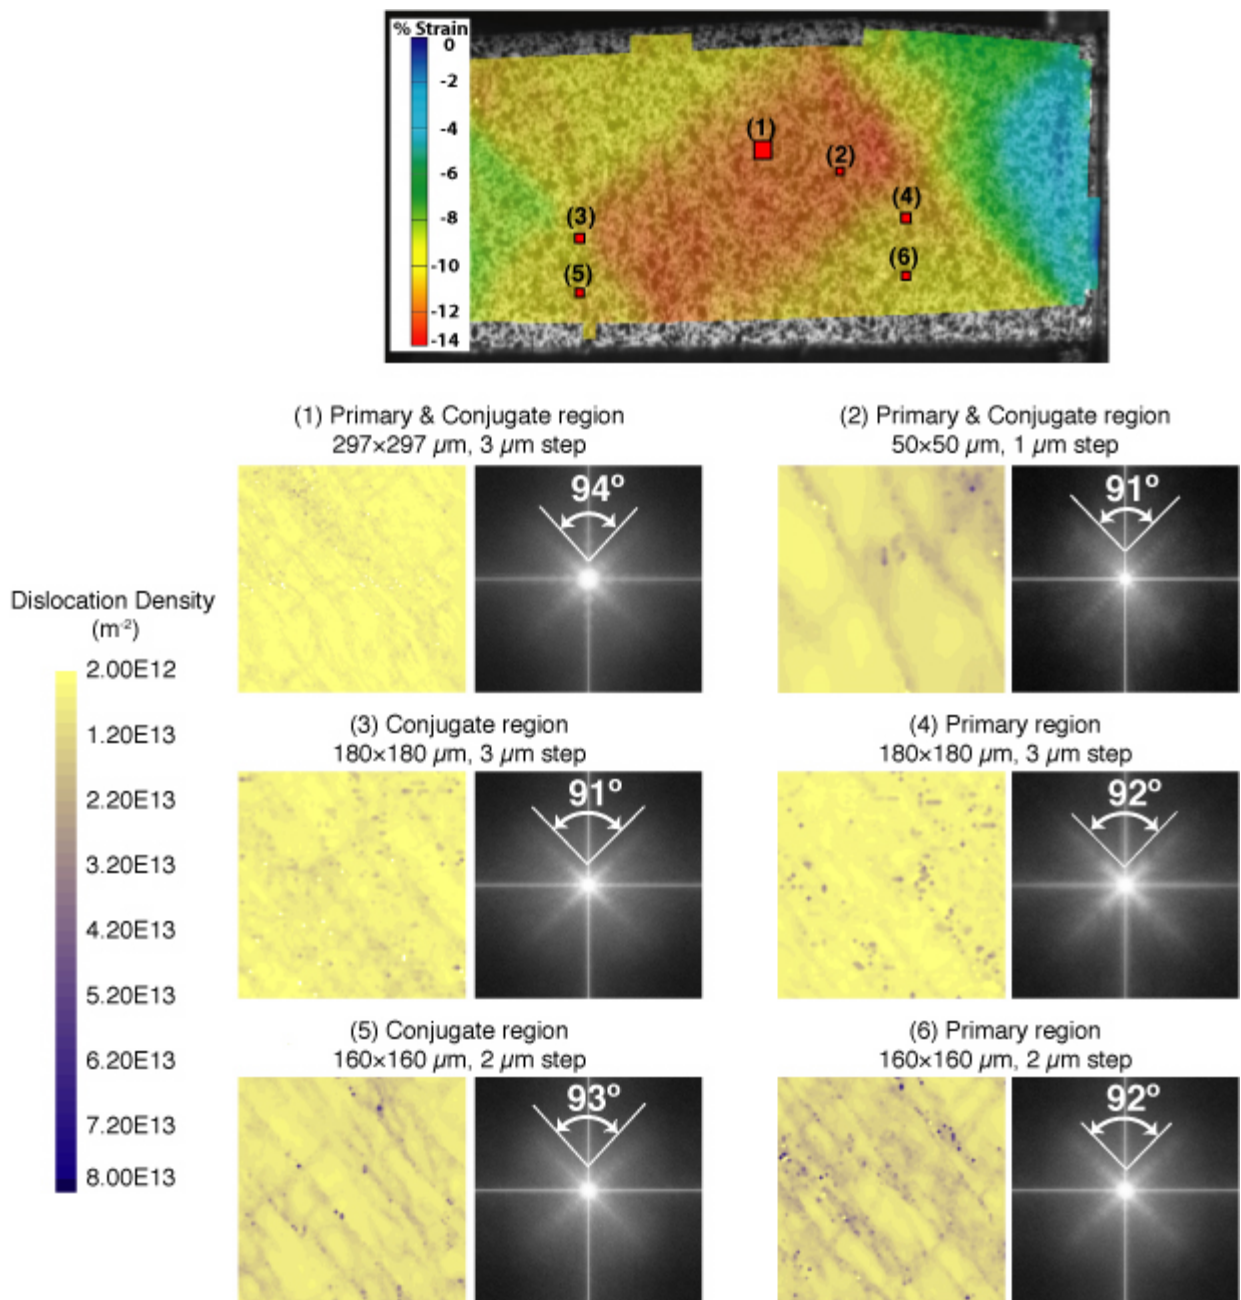 % Strain
0
-2
-4
-6
-8
-10
-12
-14
(1)
(2)
(3)
(4)
(5)
(6)
(1) Primary & Conjugate region
297×297 µm, 3 µm step
94°
(2) Primary & Conjugate region
50×50 µm, 1 µm step
91°
Dislocation Density
(m⁻²)
2.00E12
1.20E13
2.20E13
3.20E13
4.20E13
5.20E13
6.20E13
7.20E13
8.00E13
(3) Conjugate region
180×180 µm, 3 µm step
91°
(4) Primary region
180×180 µm, 3 µm step
92°
(5) Conjugate region
160×160 µm, 2 µm step
93°
(6) Primary region
160×160 µm, 2 µm step
92°